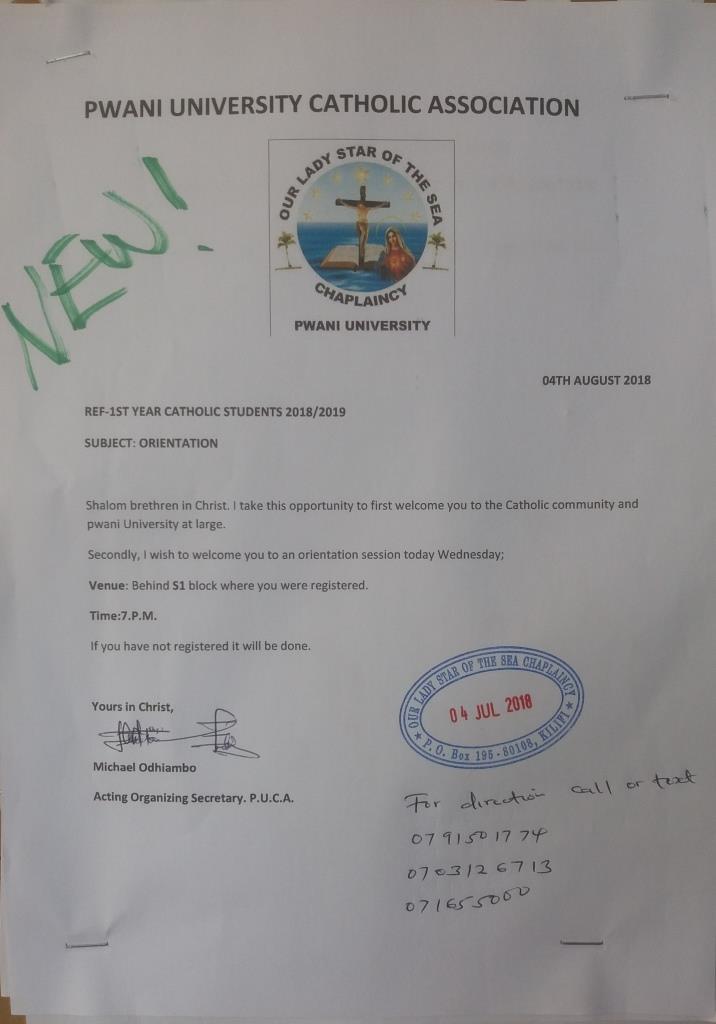 NEW!
PWANI UNIVERSITY CATHOLIC ASSOCIATION
OUR LADY STAR OF THE SEA
CHAPLAINCY
PWANI UNIVERSITY
04TH AUGUST 2018
REF-1ST YEAR CATHOLIC STUDENTS 2018/2019
SUBJECT: ORIENTATION
Shalom brethren in Christ. I take this opportunity to first welcome you to the Catholic community and
pwani University at large.
Secondly, I wish to welcome you to an orientation session today Wednesday;
Venue: Behind S1 block where you were registered.
Time:7.P.M.
If you have not registered it will be done.
Yours in Christ,
Michael Odhiambo
Acting Organizing Secretary. P.U.C.A.
OUR LADY STAR OF THE SEA CHAPLAINCY
04 JUL 2018
P.O. Box 195-80108, KILIFI
For direction call or text
0791501774
0703126713
0716555060